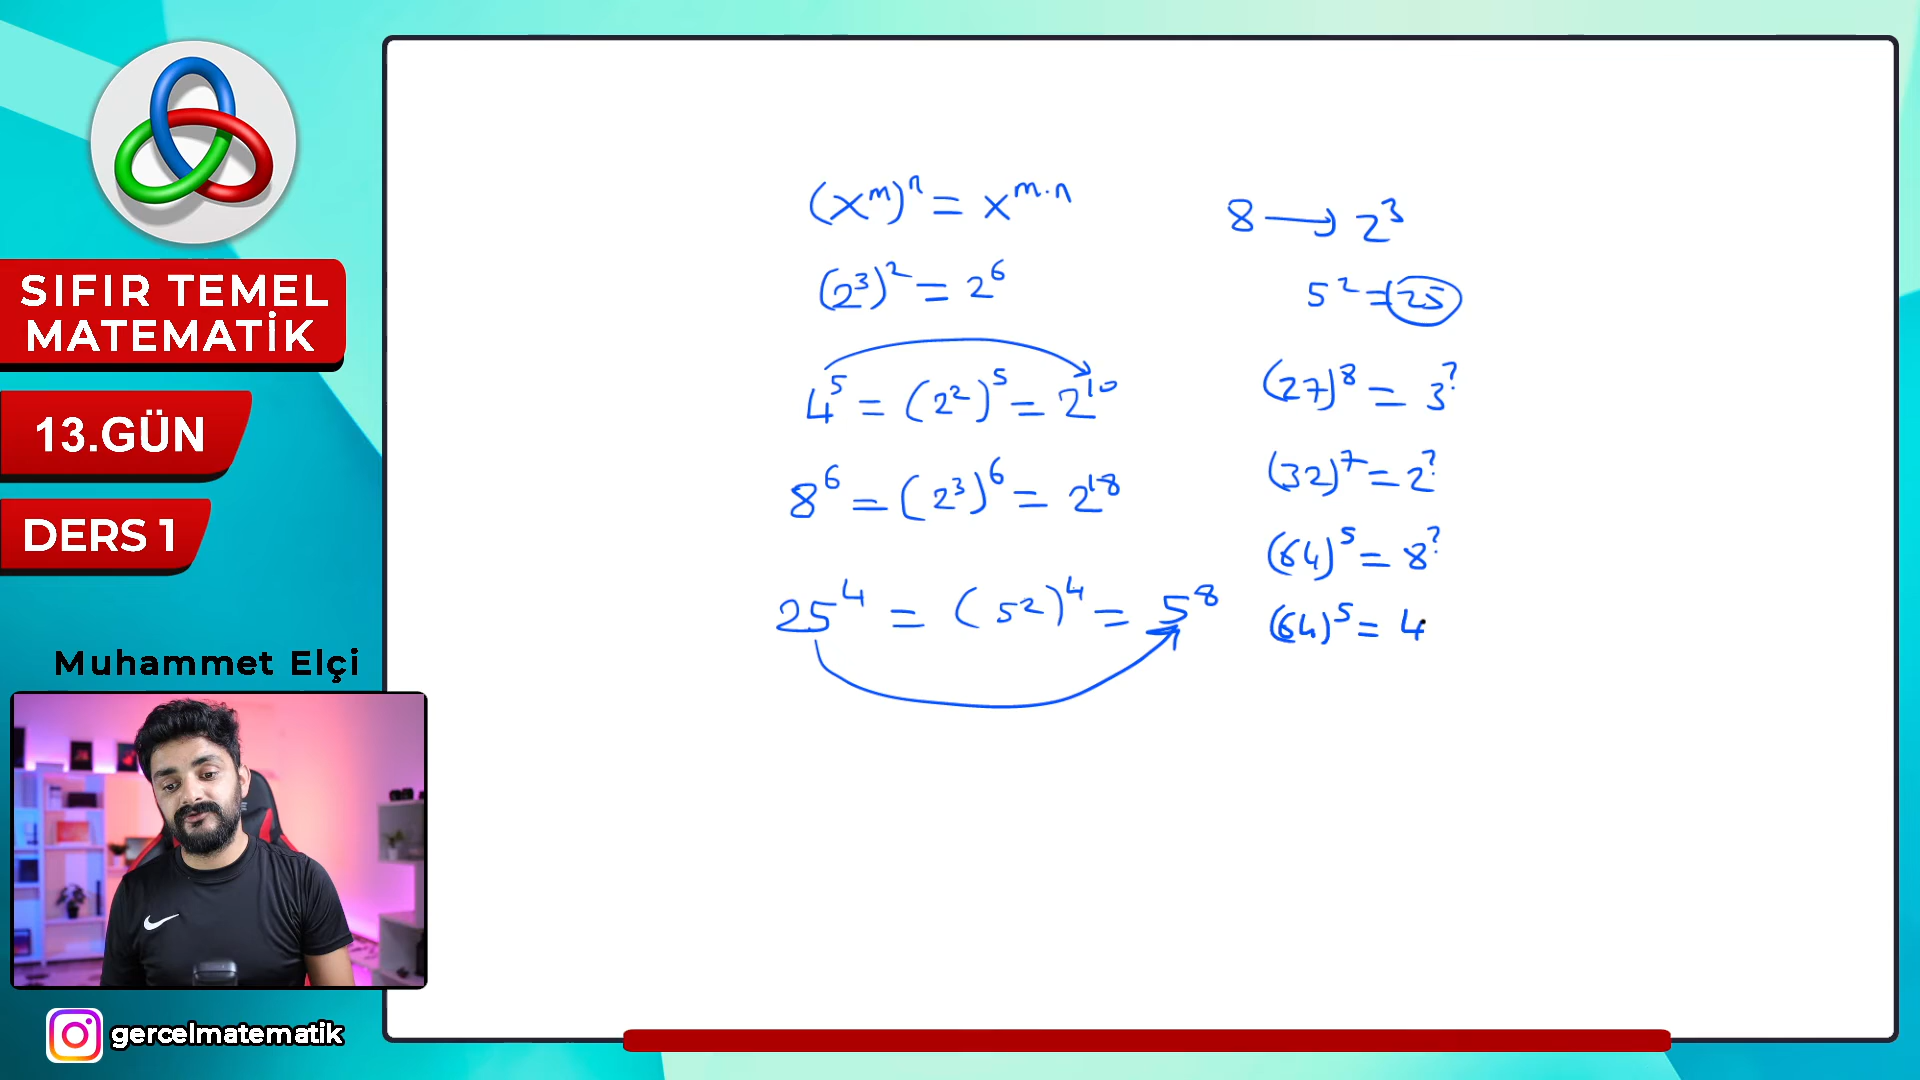 SIFIR TEMEL
MATEMATİK
13.GÜN
DERS 1
Muhammet Elçi
gercelmatematik
(x^m)^n = x^{m·n}
(2^3)^2 = 2^6
4^5 = (2^2)^5 = 2^{10}
8^6 = (2^3)^6 = 2^{18}
25^4 = (5^2)^4 = 5^8
8 → 2^3
5^2 = 25
(27)^8 = 3^?
(32)^7 = 2^?
(64)^5 = 8^?
(64)^5 = 4